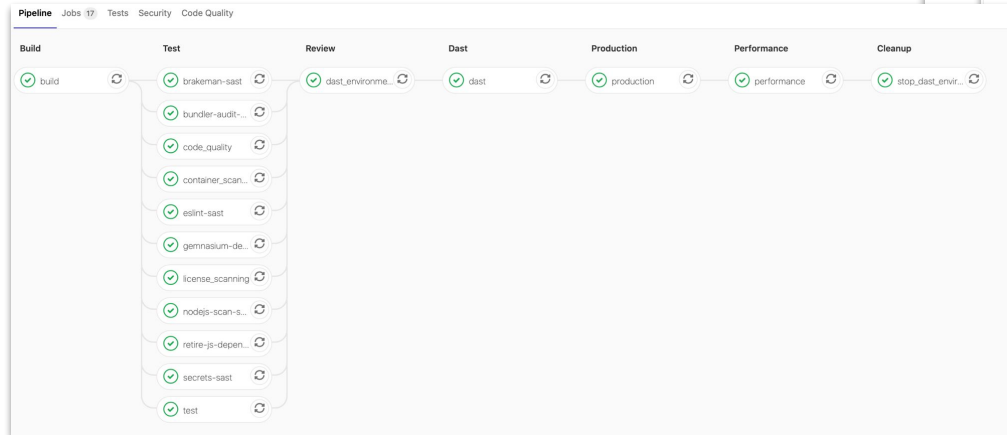 Pipeline Jobs 17 Tests Security Code Quality
Build Test Review Dast Production Performance Cleanup
build brakeman-sast dast_environme... dast production performance stop_dast_envir...
bundler-audit-...
code_quality
container_scan...
eslint-sast
gemnasium-de...
license_scanning
nodejs-scan-s...
retire-js-depen...
secrets-sast
test